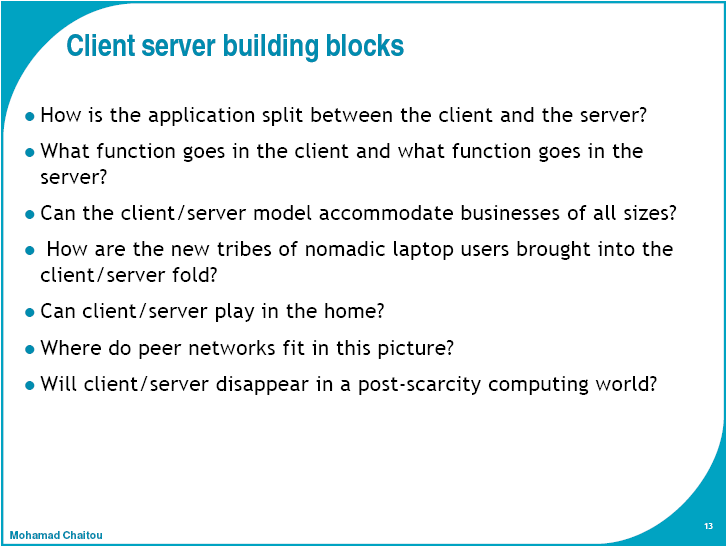 Client server building blocks
● How is the application split between the client and the server?
● What function goes in the client and what function goes in the
server?
● Can the client/server model accommodate businesses of all sizes?
● How are the new tribes of nomadic laptop users brought into the
client/server fold?
● Can client/server play in the home?
● Where do peer networks fit in this picture?
● Will client/server disappear in a post-scarcity computing world?
13
Mohamad Chaitou